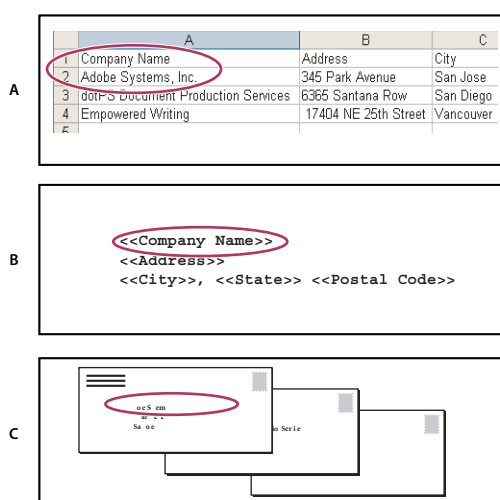 A B C
1 Company Name Address City
2 Adobe Systems, Inc. 345 Park Avenue San Jose
3 dotPS Document Production Services 6365 Santana Row San Diego
4 Empowered Writing 17404 NE 25th Street Vancouver
5
A
<<Company Name>>
<<Address>>
<<City>>, <<State>> <<Postal Code>>
B
C